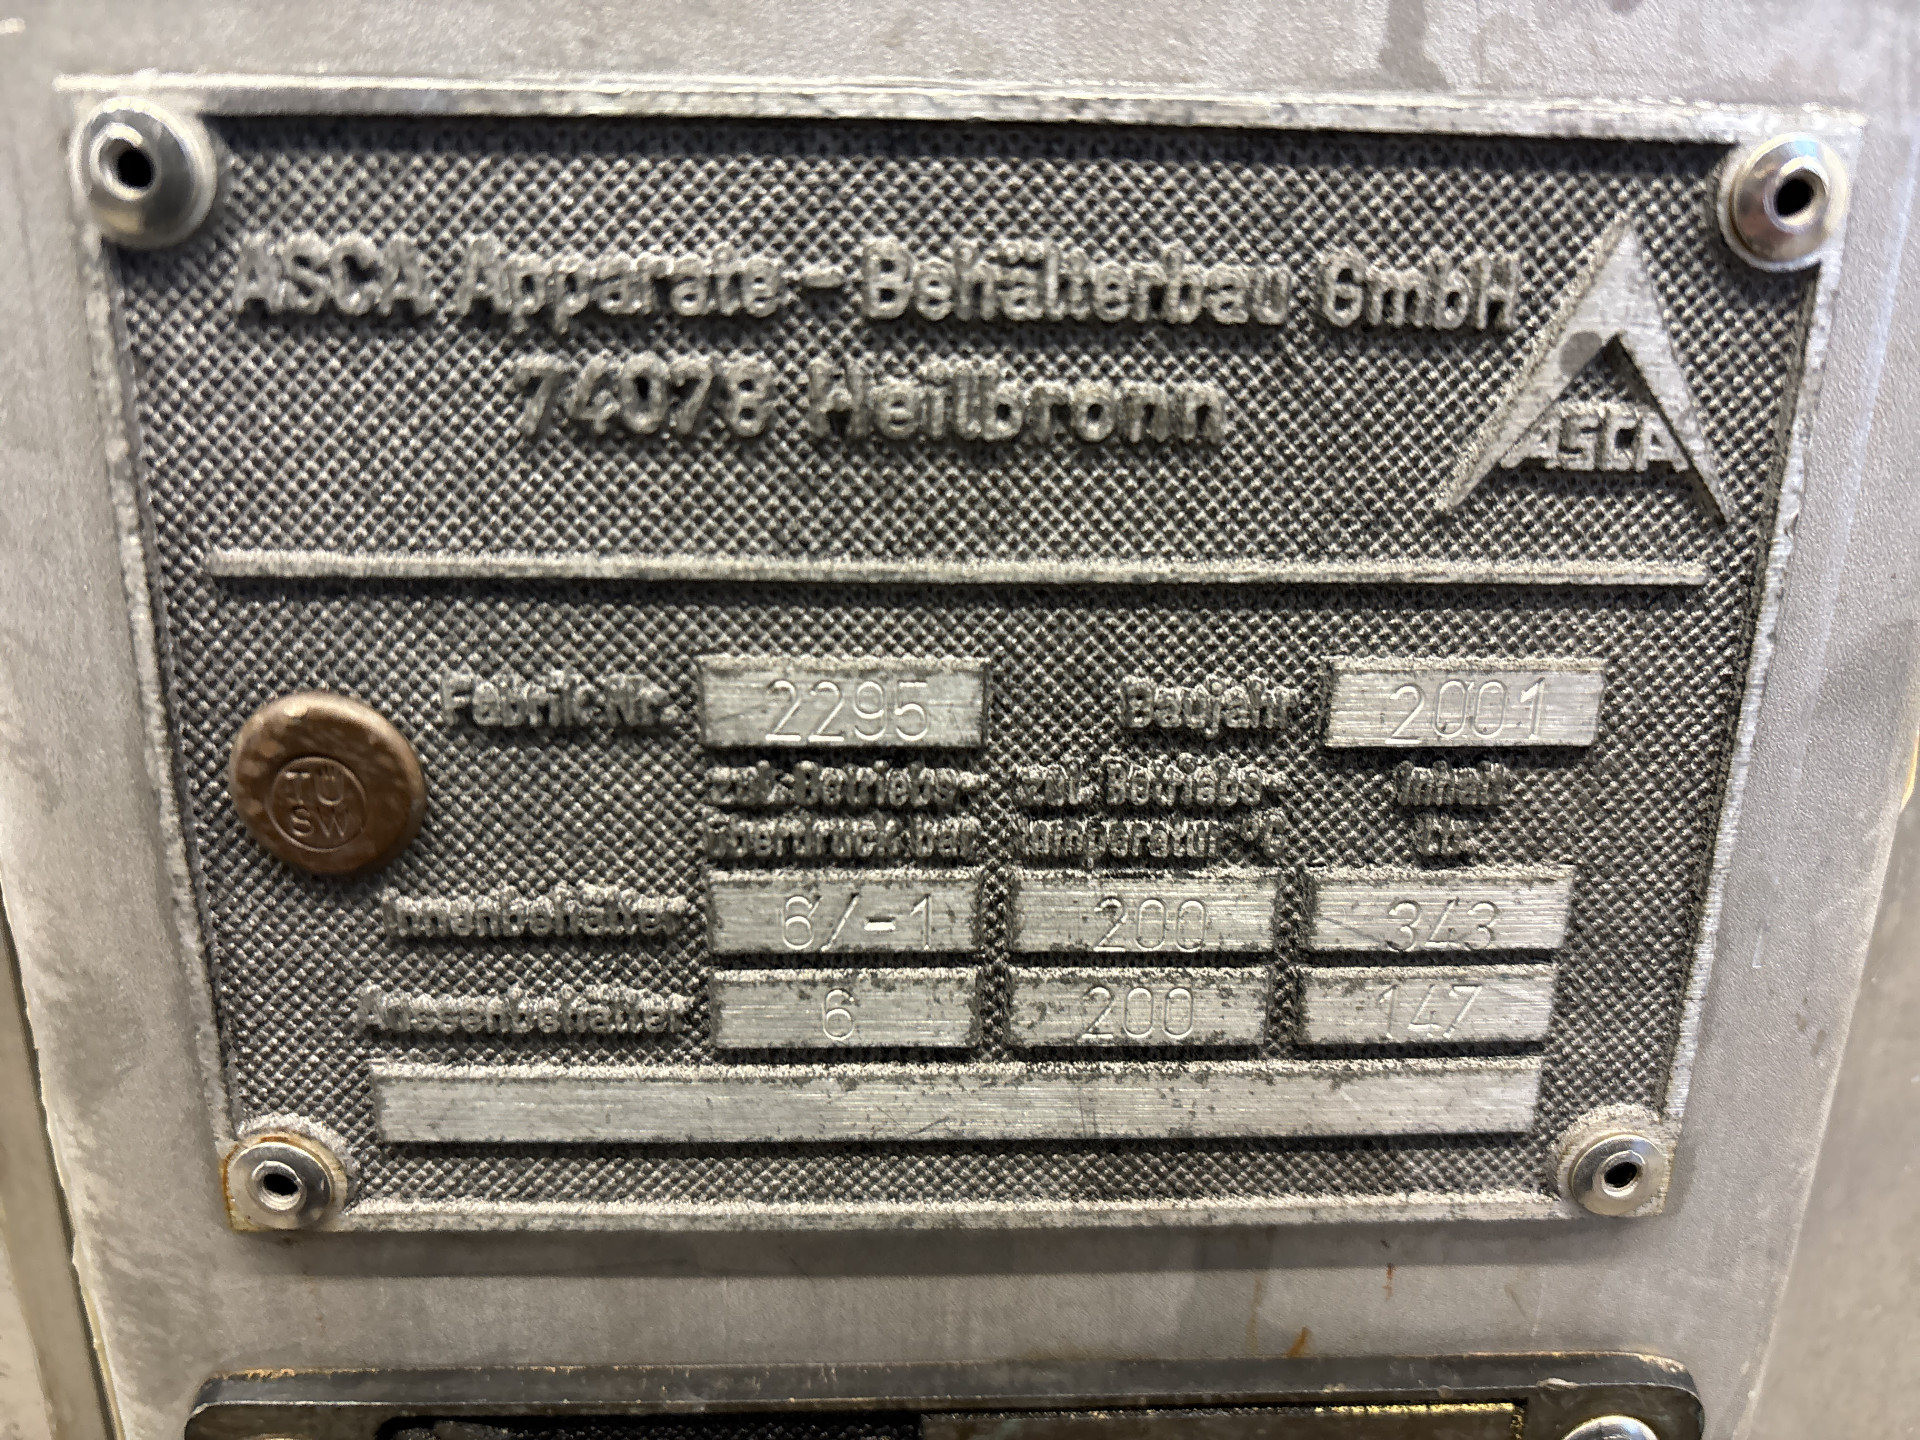 ASCA Apparate - Behälterbau GmbH
74078 Heilbronn
ASCA
Fabrik Nr. 2295 Baujahr 2001
TÜ
SW
zul. Betriebs- zul. Betriebs- Inhalt
überdruck bar temperatur °C Ltr.
Innenbehälter 6/-1 200 343
Aussenbehälter 6 200 147